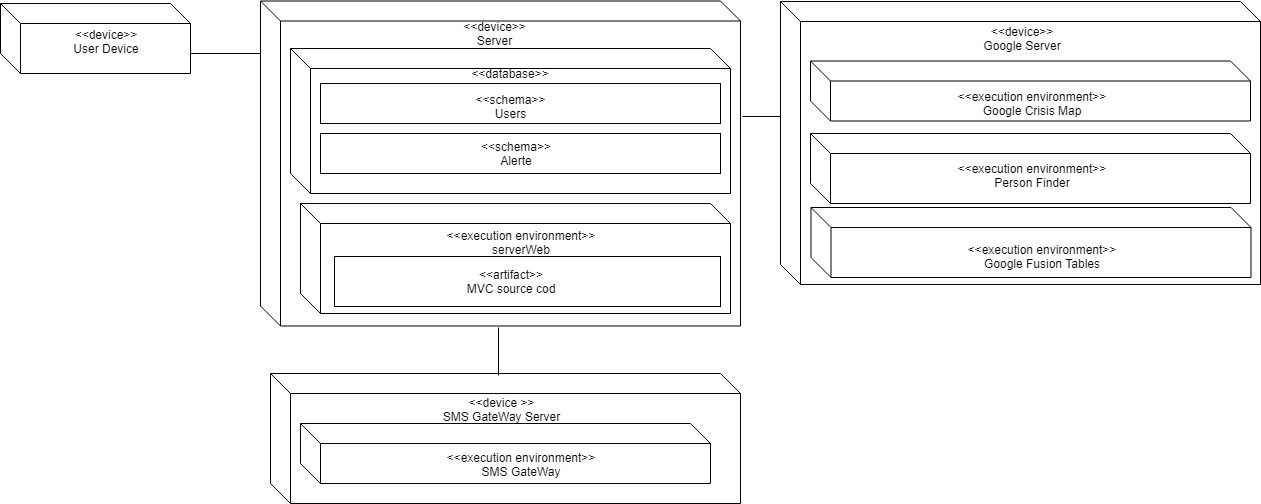 <<device>>
User Device
<<device>>
Server
<<database>>
<<schema>>
Users
<<schema>>
Alerte
<<execution environment>>
serverWeb
<<artifact>>
MVC source cod
<<device>>
Google Server
<<execution environment>>
Google Crisis Map
<<execution environment>>
Person Finder
<<execution environment>>
Google Fusion Tables
<<device >>
SMS GateWay Server
<<execution environment>>
SMS GateWay